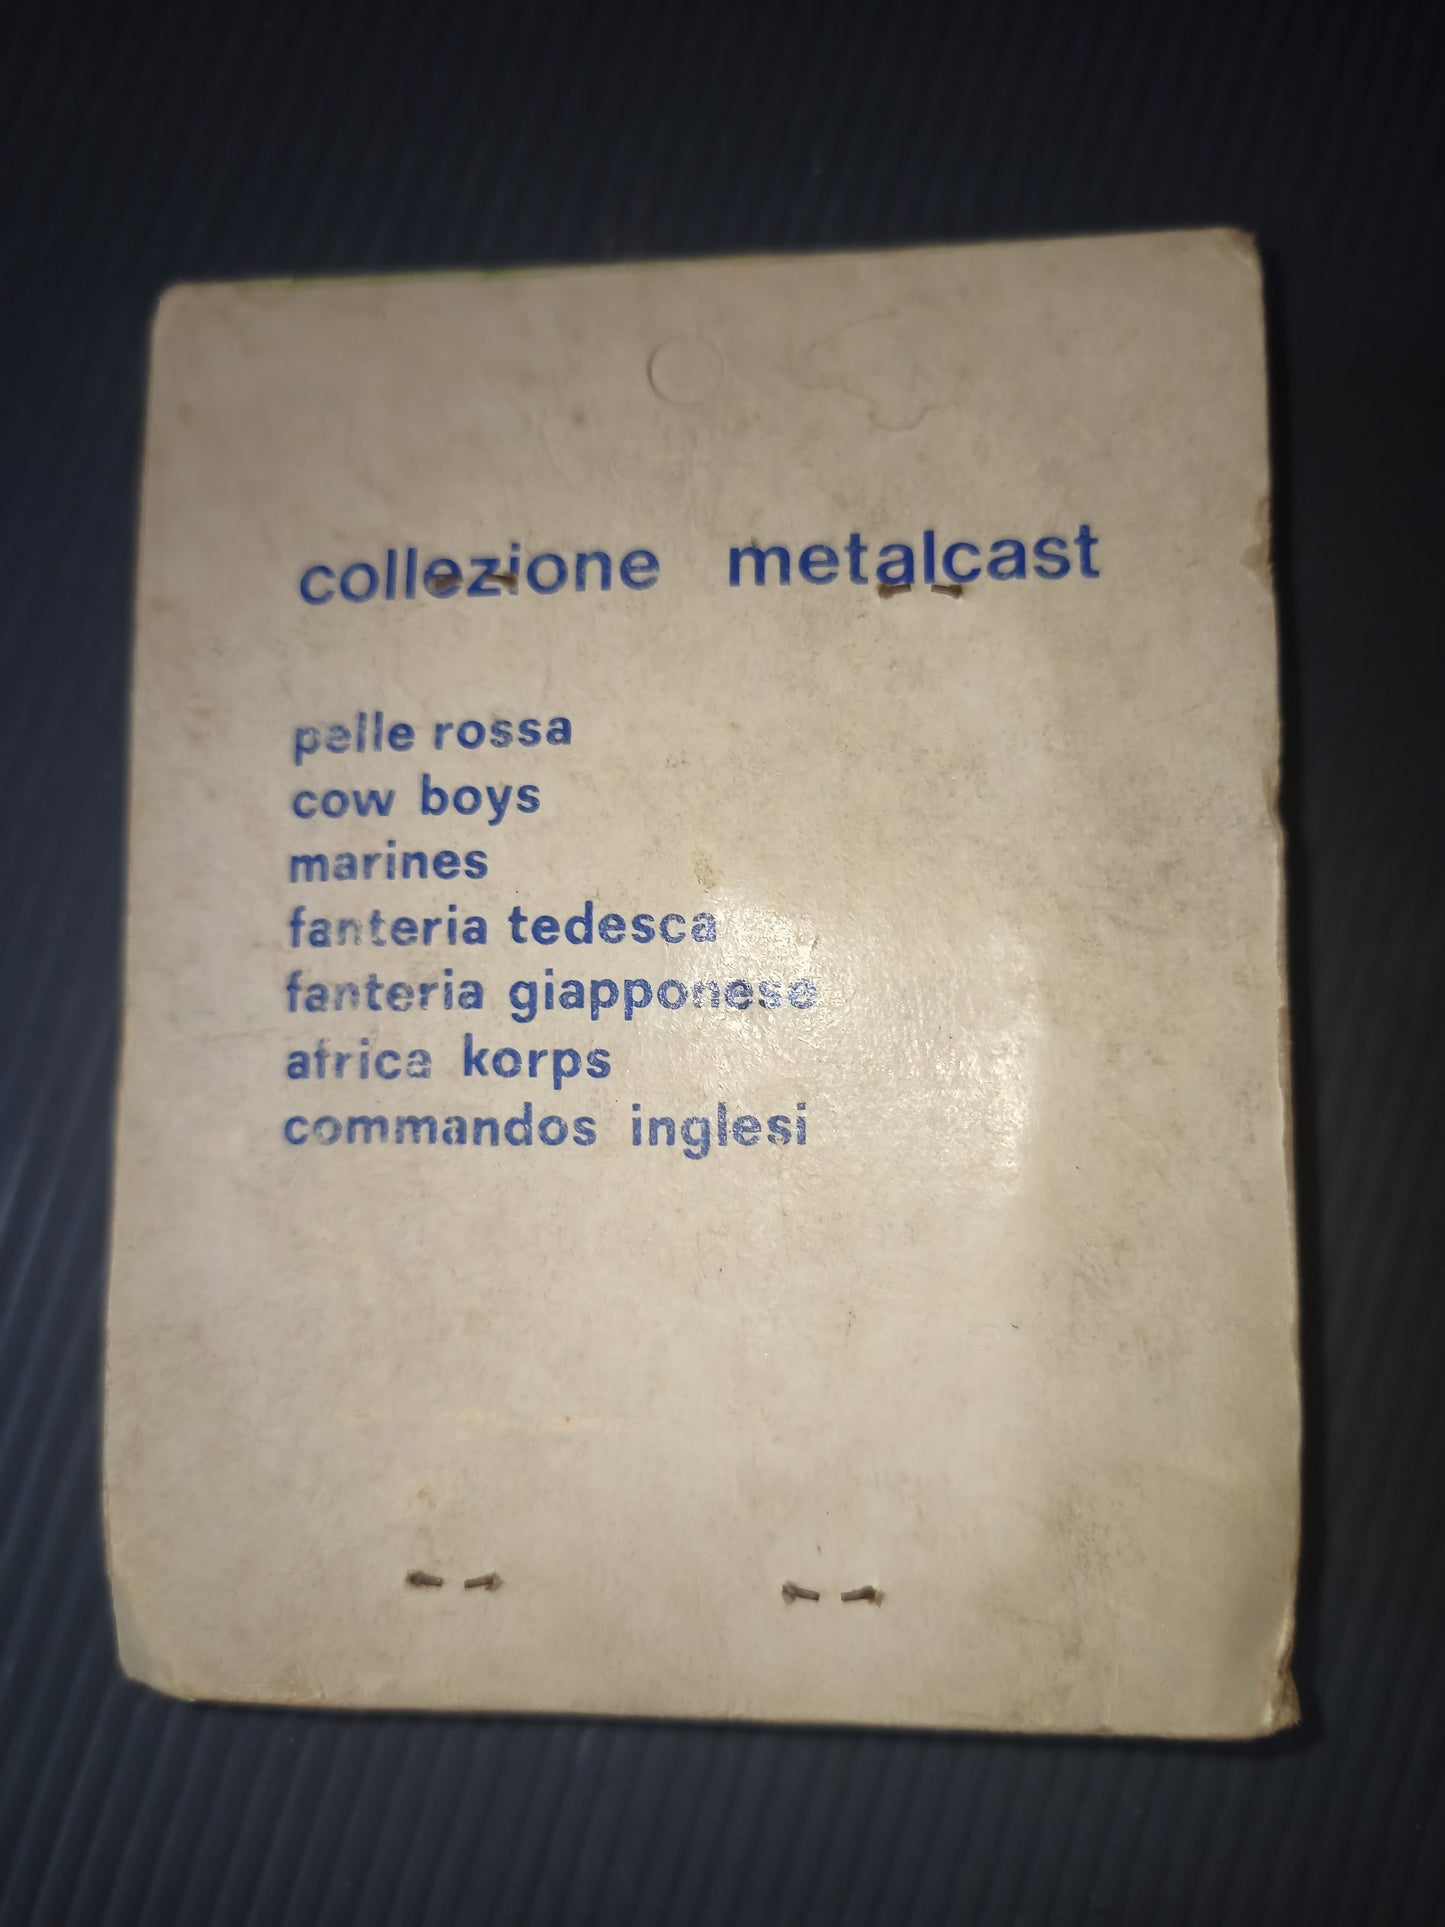 collezione metalcast
pelle rossa
cow boys
marines
fanteria tedesca
fanteria giapponese
africa korps
commandos inglesi